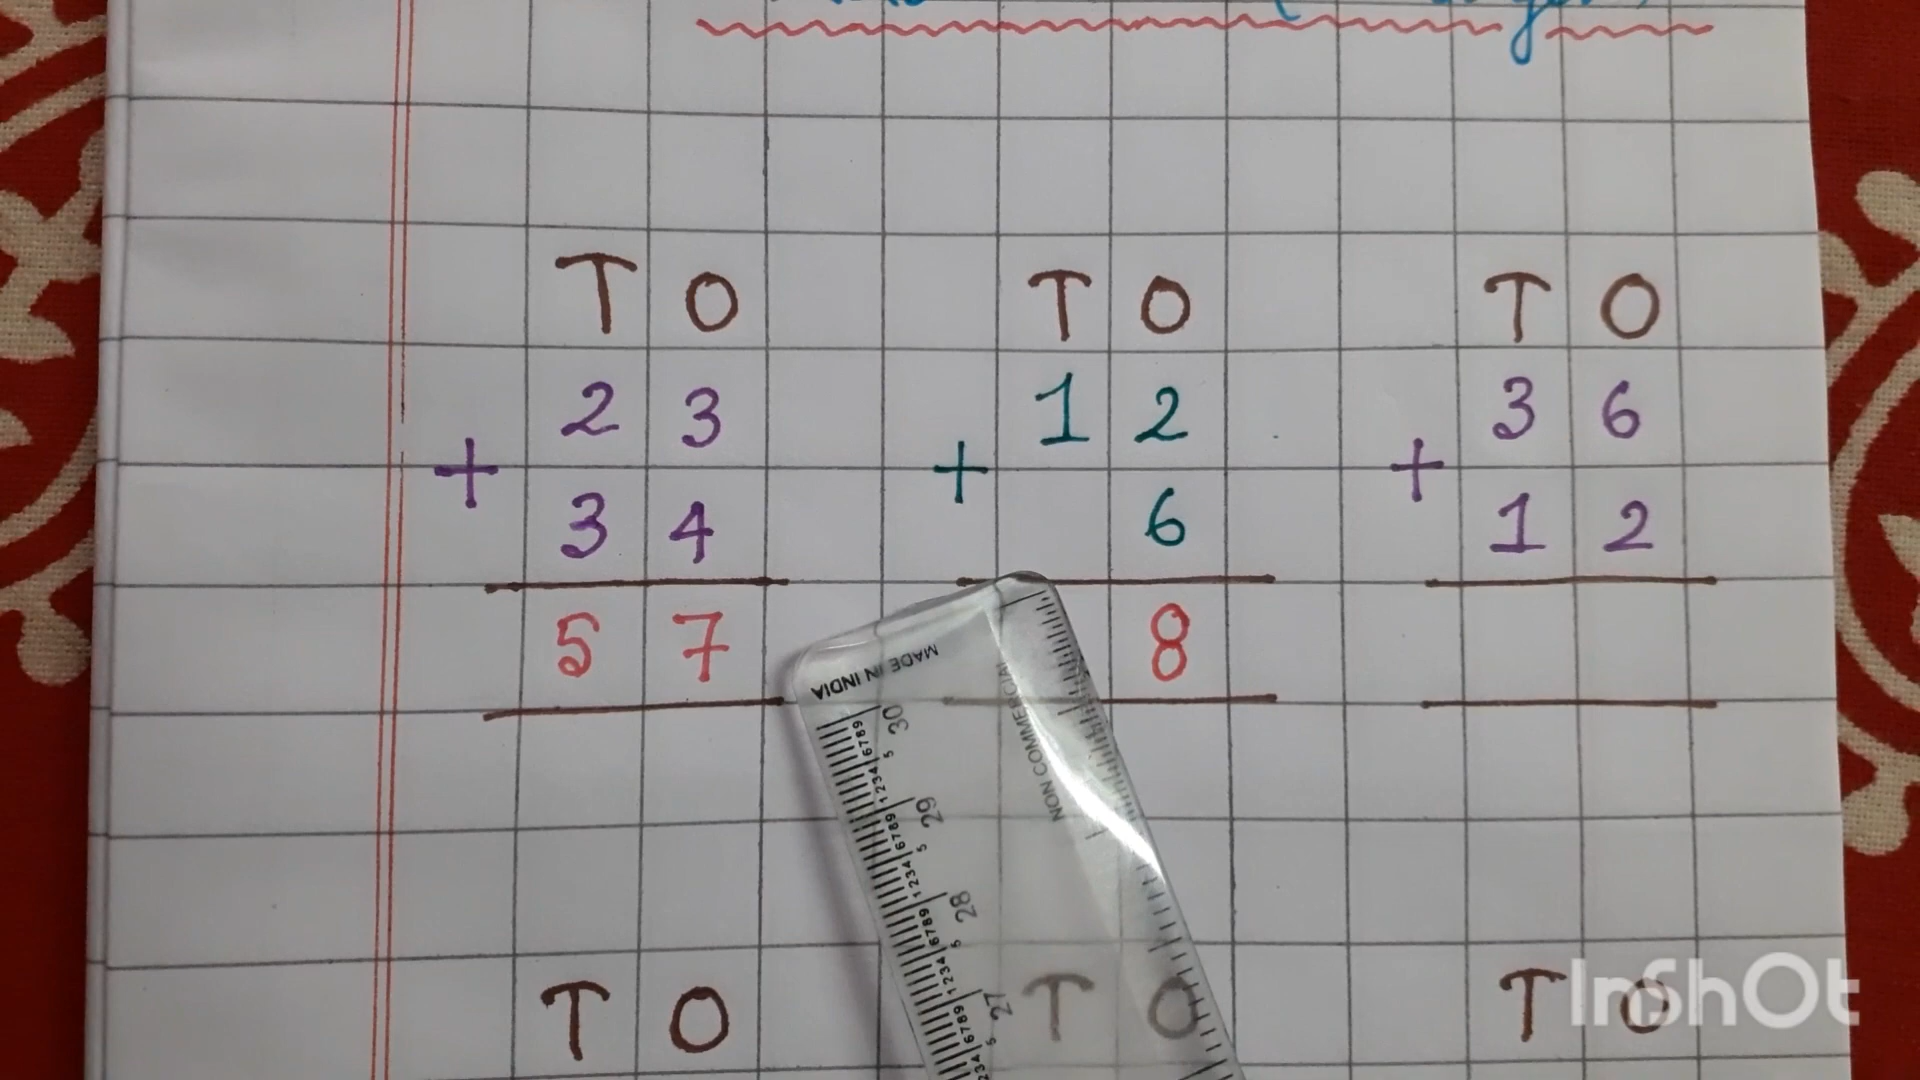 T O T O T O
2 3 1 2 3 6
+ + +
3 4 6 1 2
5 7 8
MADE IN INDIA
NON COMMERCIAL
30
29
28
27
T O T O T O
InShOt